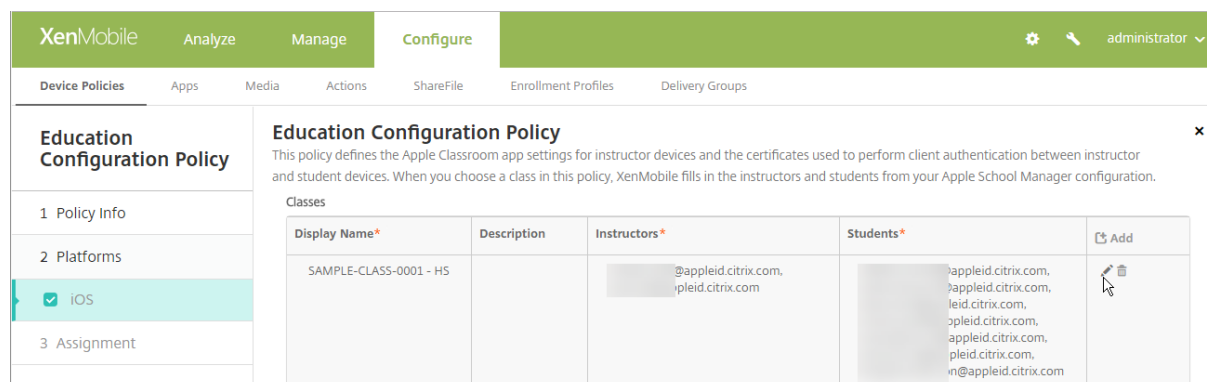 XenMobile Analyze Manage Configure administrator
Device Policies Apps Media Actions ShareFile Enrollment Profiles Delivery Groups
Education
Configuration Policy
1 Policy Info
2 Platforms
iOS
3 Assignment
Education Configuration Policy
This policy defines the Apple Classroom app settings for instructor devices and the certificates used to perform client authentication between instructor
and student devices. When you choose a class in this policy, XenMobile fills in the instructors and students from your Apple School Manager configuration.
Classes
Display Name* Description Instructors* Students* Add
SAMPLE-CLASS-0001 - HS
@appleid.citrix.com,
pleid.citrix.com
appleid.citrix.com,
@appleid.citrix.com,
leid.citrix.com,
ppleid.citrix.com,
appleid.citrix.com,
pleid.citrix.com,
n@appleid.citrix.com